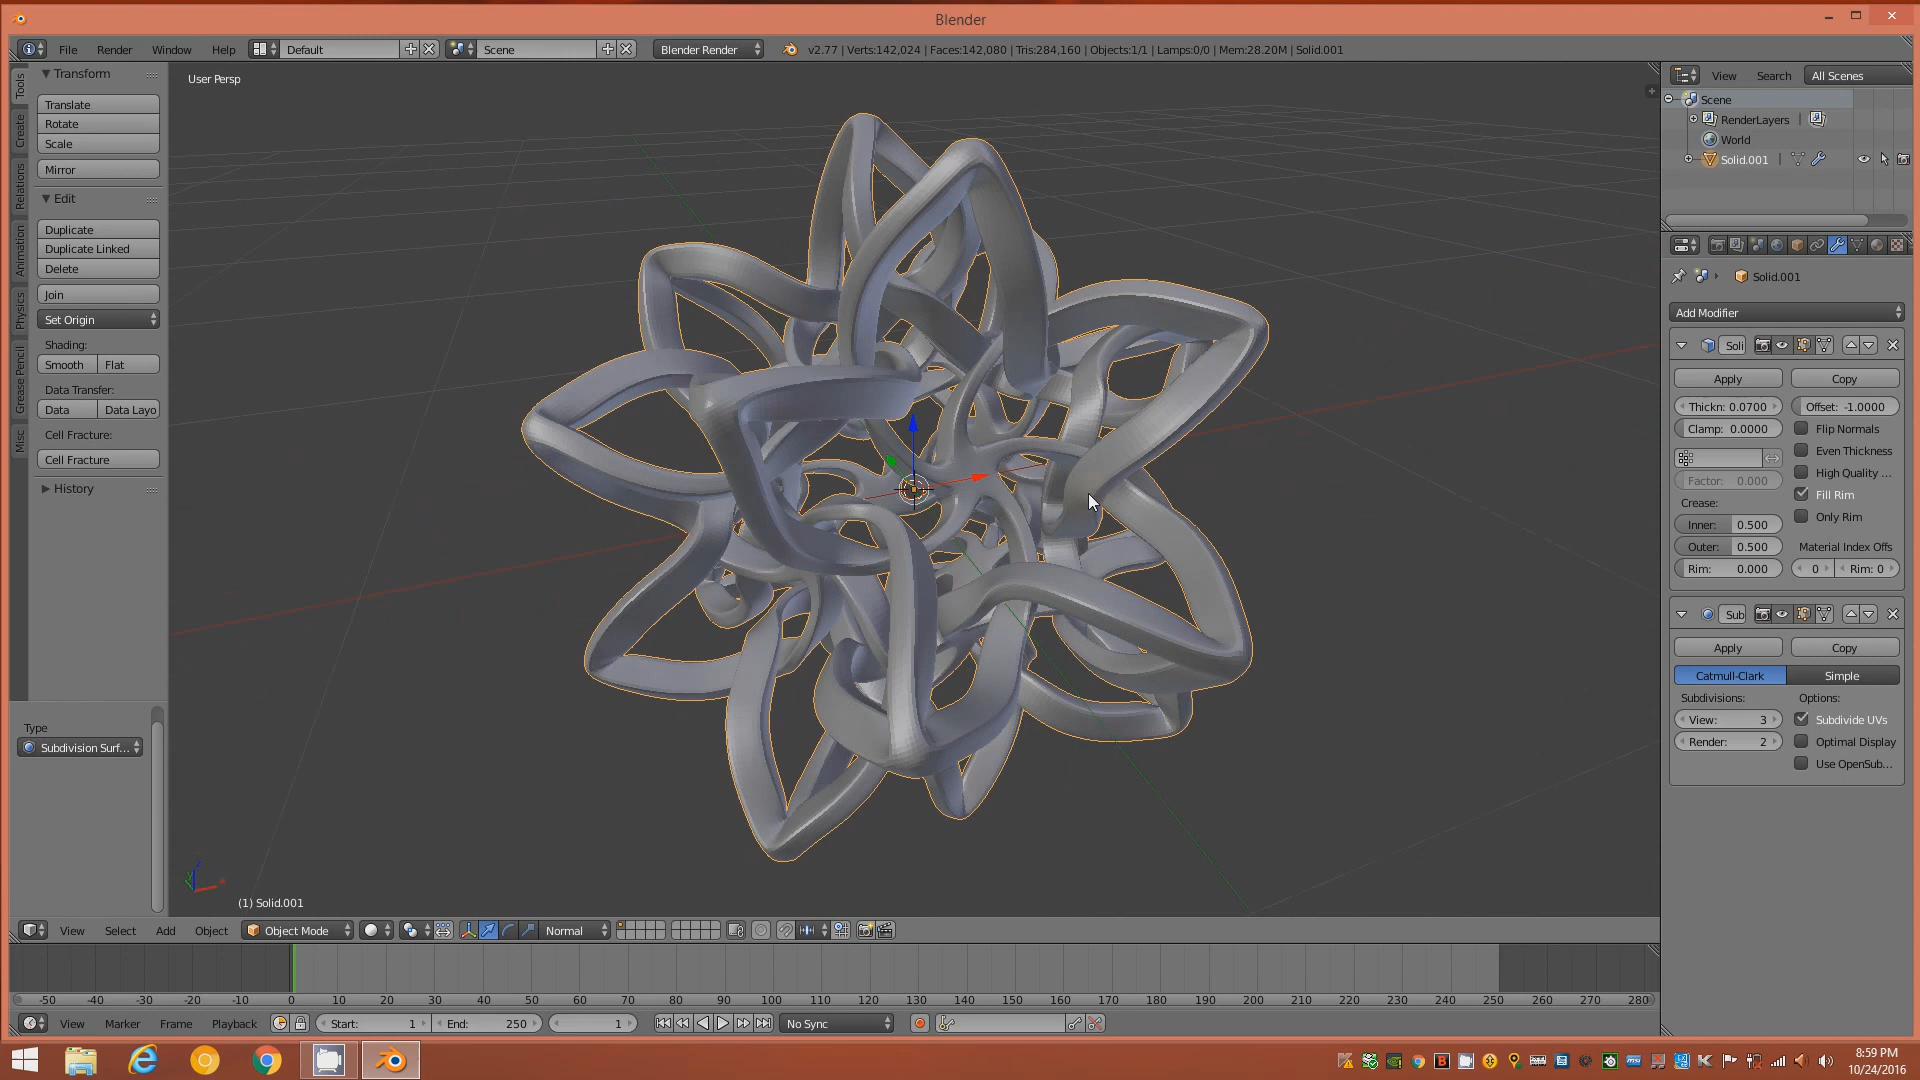 Blender
File Render Window Help Default Scene Blender Render v2.77 | Verts:142,024 | Faces:142,080 | Tris:284,160 | Objects:1/1 | Lamps:0/0 | Mem:28.20M | Solid.001
Tools
Create
Relations
Animation
Physics
Grease Pencil
Misc
Transform
Translate
Rotate
Scale
Mirror
Edit
Duplicate
Duplicate Linked
Delete
Join
Set Origin
Shading:
Smooth Flat
Data Transfer:
Data Data Layo
Cell Fracture:
Cell Fracture
History
Type
Subdivision Surf...
User Persp
(1) Solid.001
View Search All Scenes
Scene
RenderLayers
World
Solid.001
Solid.001
Add Modifier
Soli
Apply Copy
Thickn: 0.0700 Offset: -1.0000
Clamp: 0.0000 Flip Normals
Even Thickness
High Quality ...
Factor: 0.000 Fill Rim
Crease: Only Rim
Inner: 0.500
Outer: 0.500 Material Index Offs
Rim: 0.000 0 Rim: 0
Sub
Apply Copy
Catmull-Clark Simple
Subdivisions: Options:
View: 3 Subdivide UVs
Render: 2 Optimal Display
Use OpenSub...
View Select Add Object Object Mode Normal
-50 -40 -30 -20 -10 0 10 20 30 40 50 60 70 80 90 100 110 120 130 140 150 160 170 180 190 200 210 220 230 240 250 260 270 280
View Marker Frame Playback Start: 1 End: 250 1 No Sync
8:59 PM
10/24/2016